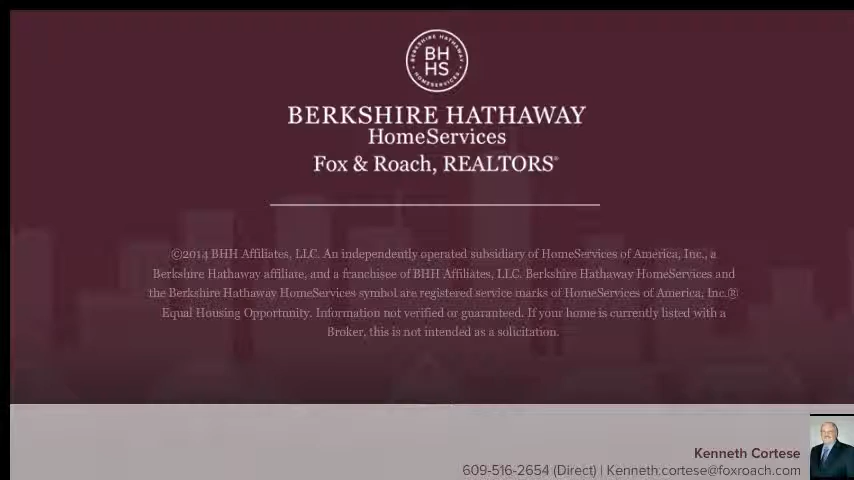 BERKSHIRE HATHAWAY
BH
HS
HOMESERVICES
BERKSHIRE HATHAWAY
HomeServices
Fox & Roach, REALTORS®
©2014 BHH Affiliates, LLC. An independently operated subsidiary of HomeServices of America, Inc., a
Berkshire Hathaway affiliate, and a franchisee of BHH Affiliates, LLC. Berkshire Hathaway HomeServices and
the Berkshire Hathaway HomeServices symbol are registered service marks of HomeServices of America, Inc.®
Equal Housing Opportunity. Information not verified or guaranteed. If your home is currently listed with a
Broker, this is not intended as a solicitation.
Kenneth Cortese
609-516-2654 (Direct) | Kenneth.cortese@foxroach.com